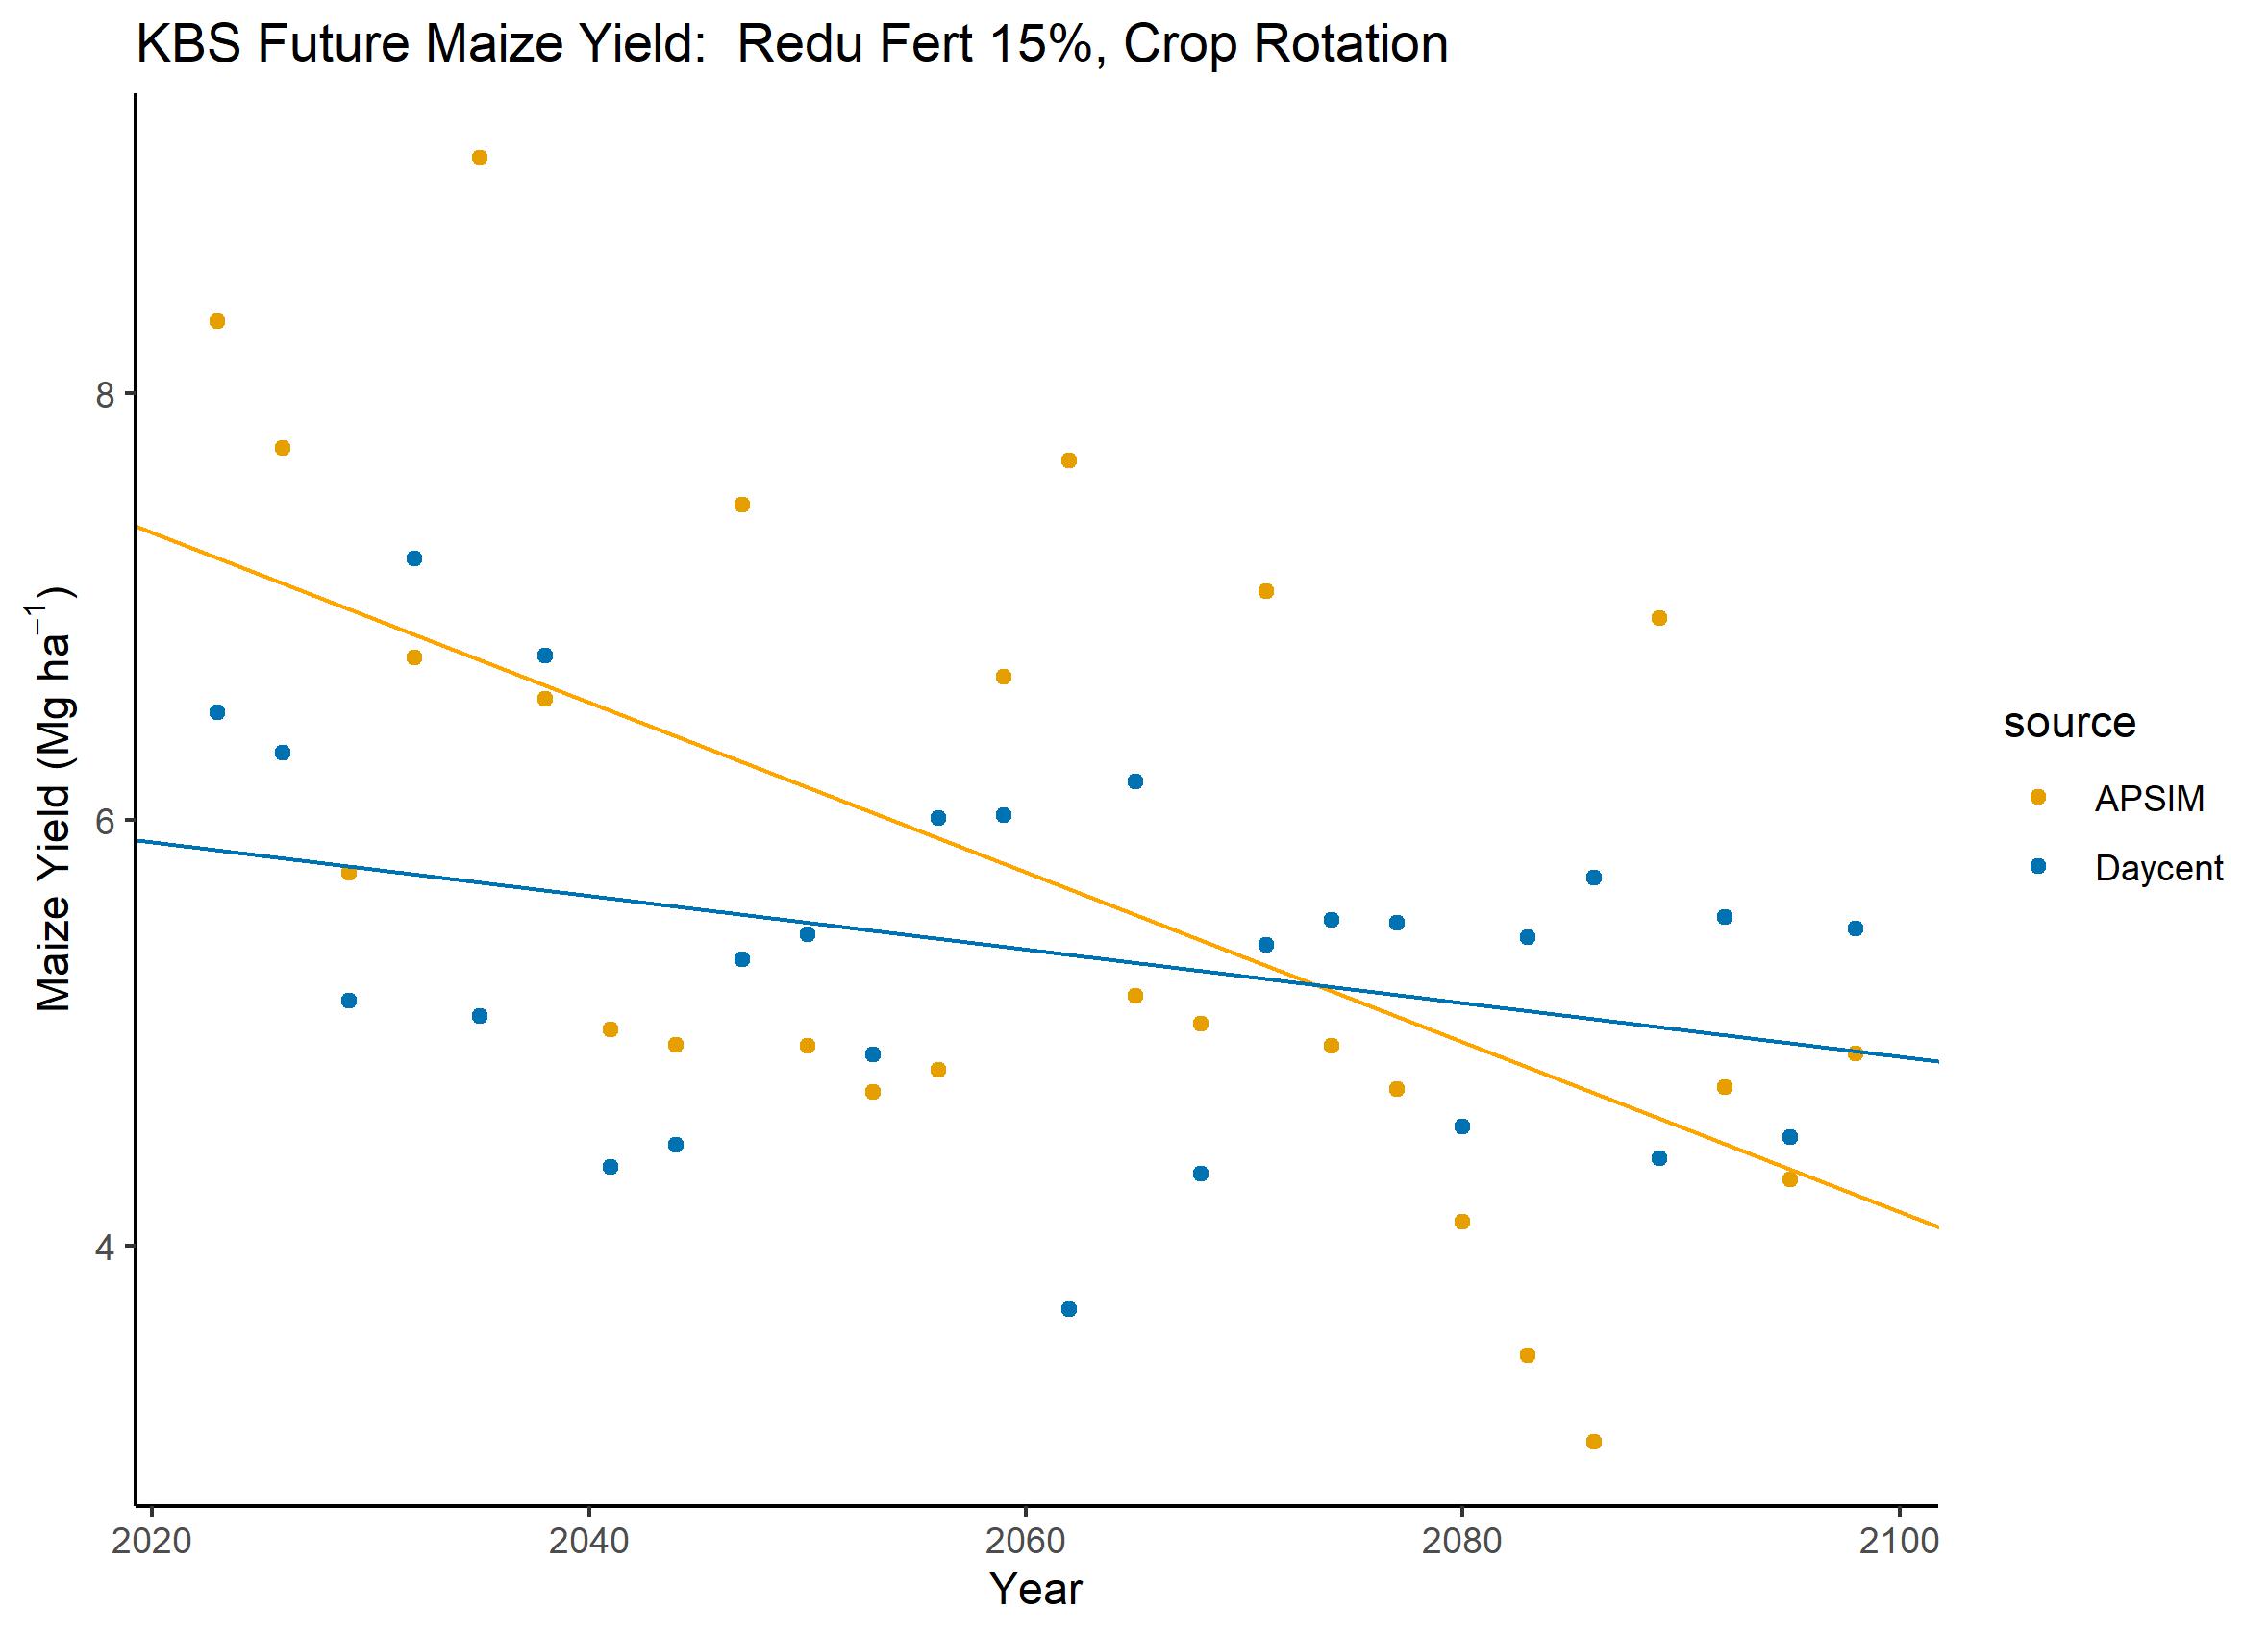 KBS Future Maize Yield:  Redu Fert 15%, Crop Rotation
Maize Yield (Mg ha⁻¹)
8
6
4
2020 2040 2060 2080 2100
Year
source
APSIM
Daycent